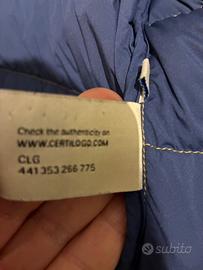 Check the authenticity on
WWW.CERTILOGO.COM
CLG
441 353 266 775
subito